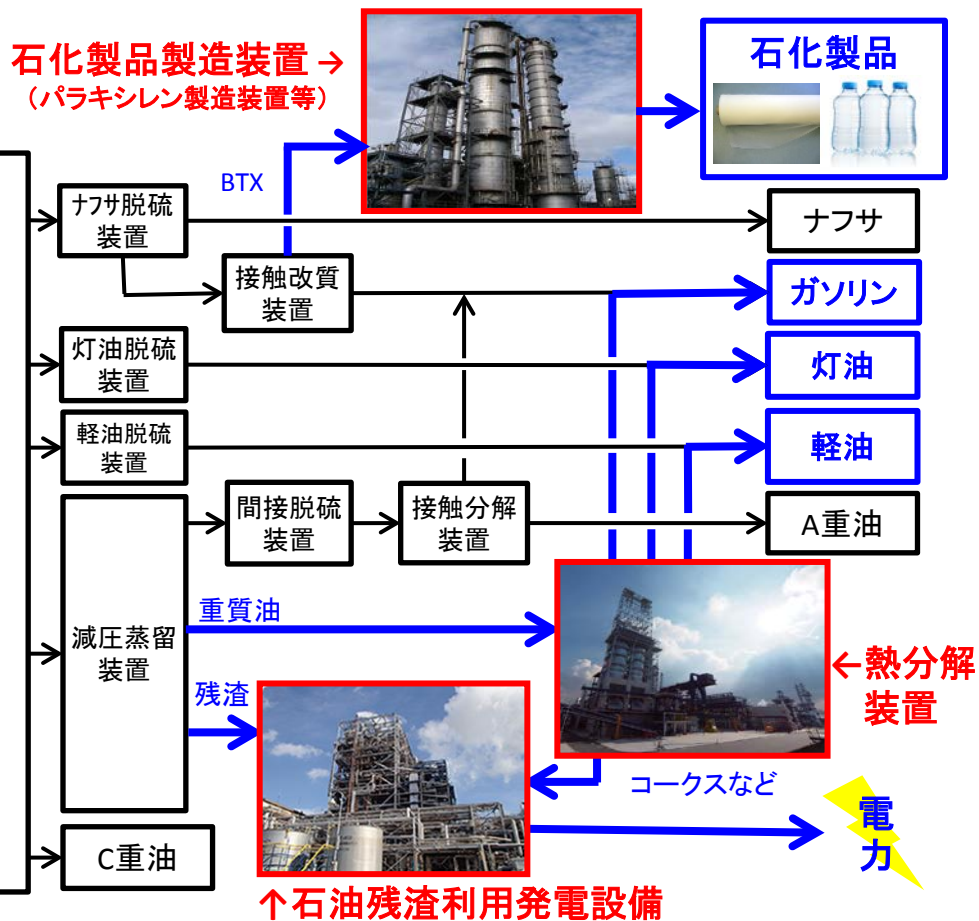 石化製品製造装置→
（パラキシレン製造装置等）
石化製品
BTX
ナフサ脱硫
装置
ナフサ
接触改質
装置
ガソリン
灯油脱硫
装置
灯油
軽油脱硫
装置
軽油
間接脱硫
装置
接触分解
装置
A重油
重質油
減圧蒸留
装置
←熱分解
装置
残渣
コークスなど
電
力
C重油
↑石油残渣利用発電設備